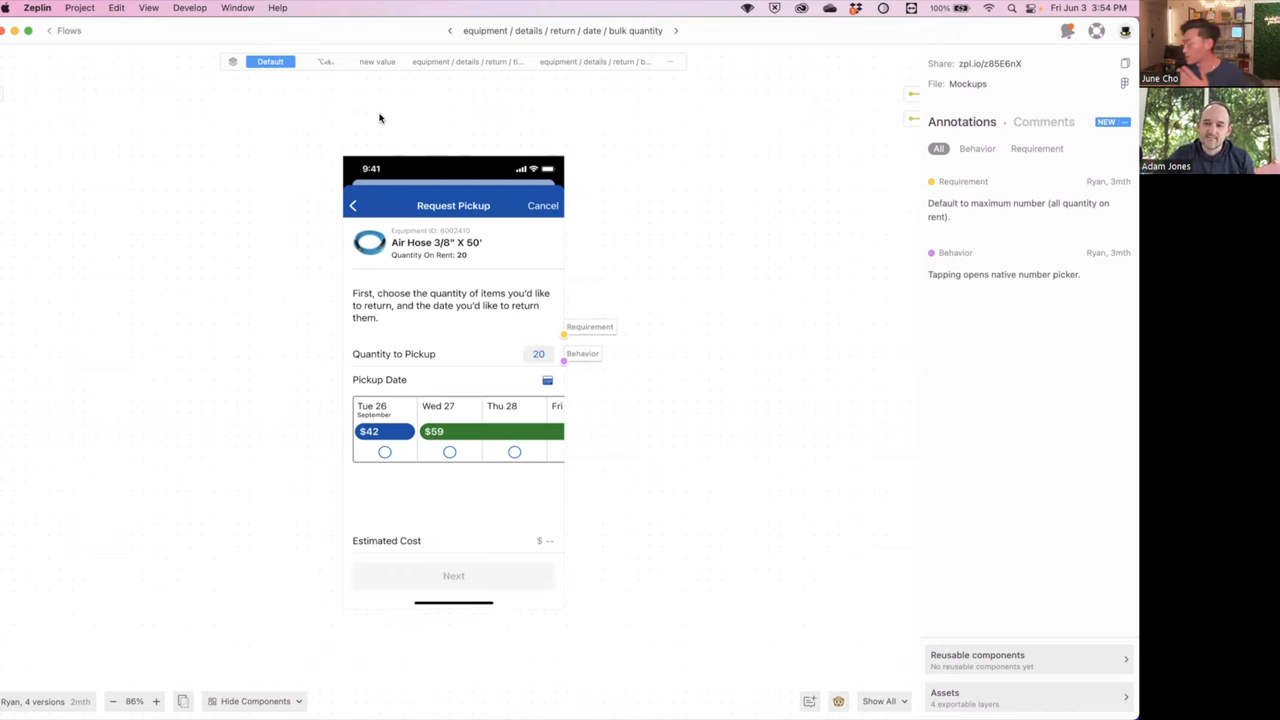 Zeplin Project Edit View Develop Window Help
100% Fri Jun 3 3:54 PM
Flows
equipment / details / return / date / bulk quantity
Default
new value
equipment / details / return / ti...
equipment / details / return / b...
Share: zpl.io/z85E6nX
File: Mockups
Annotations • Comments
NEW
All Behavior Requirement
Requirement Ryan, 3mth
Default to maximum number (all quantity on
rent).
Behavior Ryan, 3mth
Tapping opens native number picker.
9:41
Request Pickup Cancel
Equipment ID: 6002410
Air Hose 3/8" X 50'
Quantity On Rent: 20
First, choose the quantity of items you'd like
to return, and the date you'd like to return
them.
Requirement
Quantity to Pickup 20
Behavior
Pickup Date
Tue 26 Wed 27 Thu 28 Fri
September
$42 $59
Estimated Cost $ --
Next
Reusable components
No reusable components yet
Assets
4 exportable layers
Ryan, 4 versions 2mth
86%
Hide Components
Show All
June Cho
Adam Jones